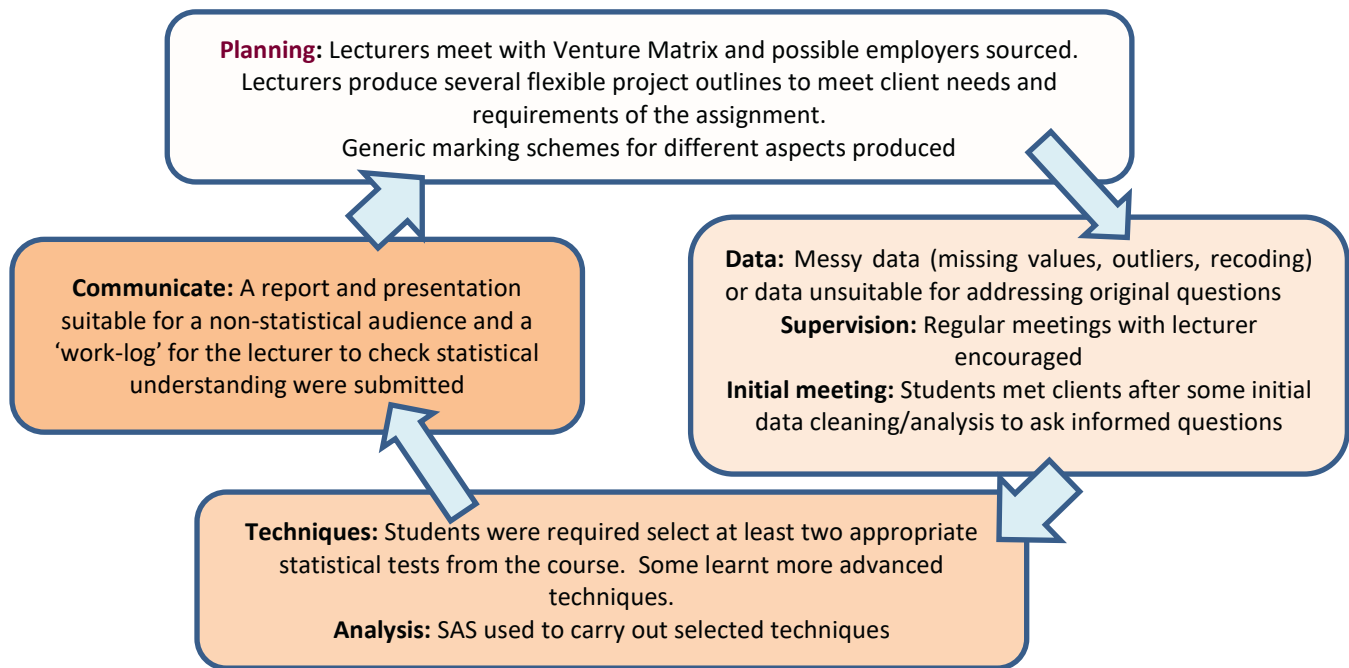 Planning: Lecturers meet with Venture Matrix and possible employers sourced.
Lecturers produce several flexible project outlines to meet client needs and
requirements of the assignment.
Generic marking schemes for different aspects produced
Data: Messy data (missing values, outliers, recoding)
or data unsuitable for addressing original questions
Supervision: Regular meetings with lecturer
encouraged
Initial meeting: Students met clients after some initial
data cleaning/analysis to ask informed questions
Techniques: Students were required select at least two appropriate
statistical tests from the course.  Some learnt more advanced
techniques.
Analysis: SAS used to carry out selected techniques
Communicate: A report and presentation
suitable for a non-statistical audience and a
‘work-log’ for the lecturer to check statistical
understanding were submitted